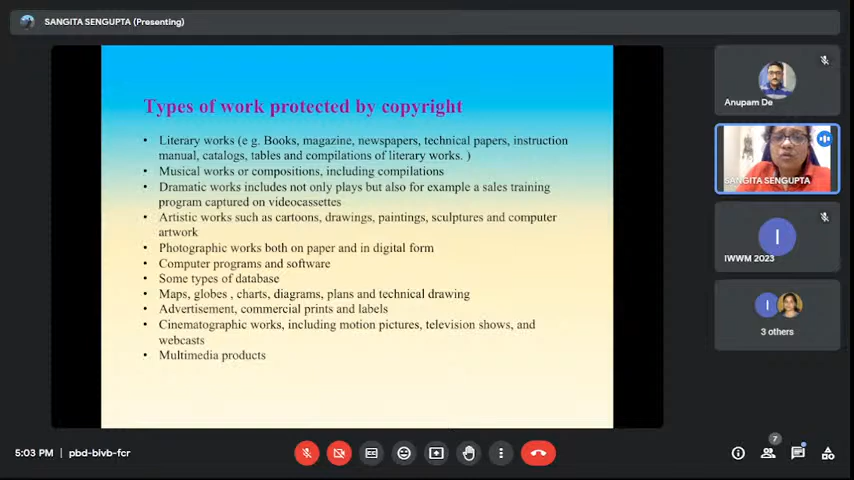 SANGITA SENGUPTA (Presenting)
Types of work protected by copyright
• Literary works (e g. Books, magazine, newspapers, technical papers, instruction
manual, catalogs, tables and compilations of literary works. )
• Musical works or compositions, including compilations
• Dramatic works includes not only plays but also for example a sales training
program captured on videocassettes
• Artistic works such as cartoons, drawings, paintings, sculptures and computer
artwork
• Photographic works both on paper and in digital form
• Computer programs and software
• Some types of database
• Maps, globes , charts, diagrams, plans and technical drawing
• Advertisement, commercial prints and labels
• Cinematographic works, including motion pictures, television shows, and
webcasts
• Multimedia products
Anupam De
SANGITA SENGUPTA
I
IWWM 2023
I
3 others
5:03 PM | pbd-bivb-fcr
7